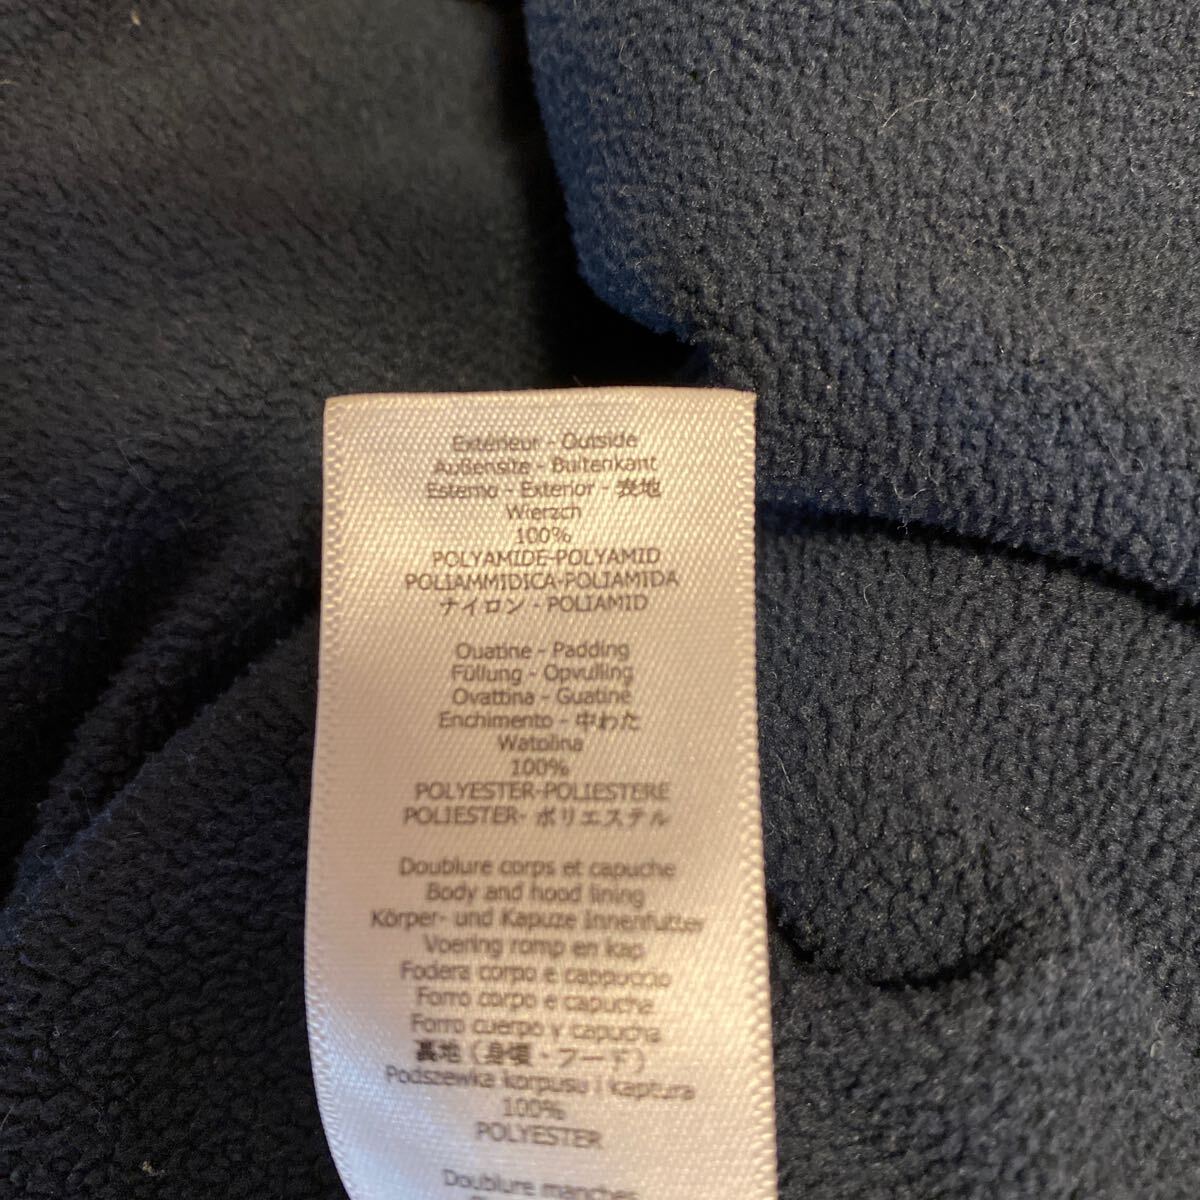 Extérieur - Outside
Außensite - Buitenkant
Esterno - Exterior - 表地
Wierzch
100%
POLYAMIDE-POLYAMID
POLIAMMIDICA-POLIAMIDA
ナイロン - POLIAMID
Ouatine - Padding
Füllung - Opvulling
Ovattina - Guatine
Enchimento - 中わた
Watolina
100%
POLYESTER-POLIESTERE
POLIESTER- ポリエステル
Doublure corps et capuche
Body and hood lining
Körper- und Kapuze Innenfutter
Voering romp en kap
Fodera corpo e cappuccio
Forro corpo e capucha
Forro cuerpo y capucha
裏地 (身頃・フード)
Podszewka korpusu i kaptura
100%
POLYESTER
Doublure manches